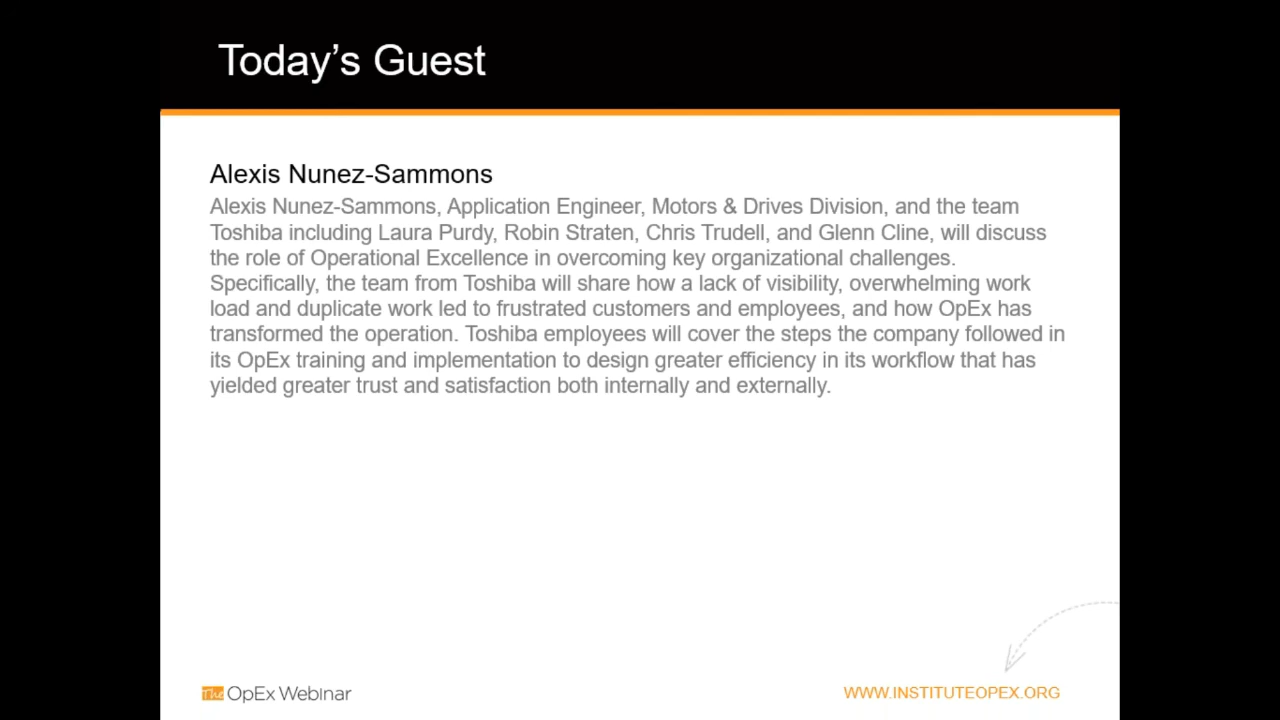 Today’s Guest
Alexis Nunez-Sammons
Alexis Nunez-Sammons, Application Engineer, Motors & Drives Division, and the team
Toshiba including Laura Purdy, Robin Straten, Chris Trudell, and Glenn Cline, will discuss
the role of Operational Excellence in overcoming key organizational challenges.
Specifically, the team from Toshiba will share how a lack of visibility, overwhelming work
load and duplicate work led to frustrated customers and employees, and how OpEx has
transformed the operation. Toshiba employees will cover the steps the company followed in
its OpEx training and implementation to design greater efficiency in its workflow that has
yielded greater trust and satisfaction both internally and externally.
The OpEx Webinar
WWW.INSTITUTEOPEX.ORG